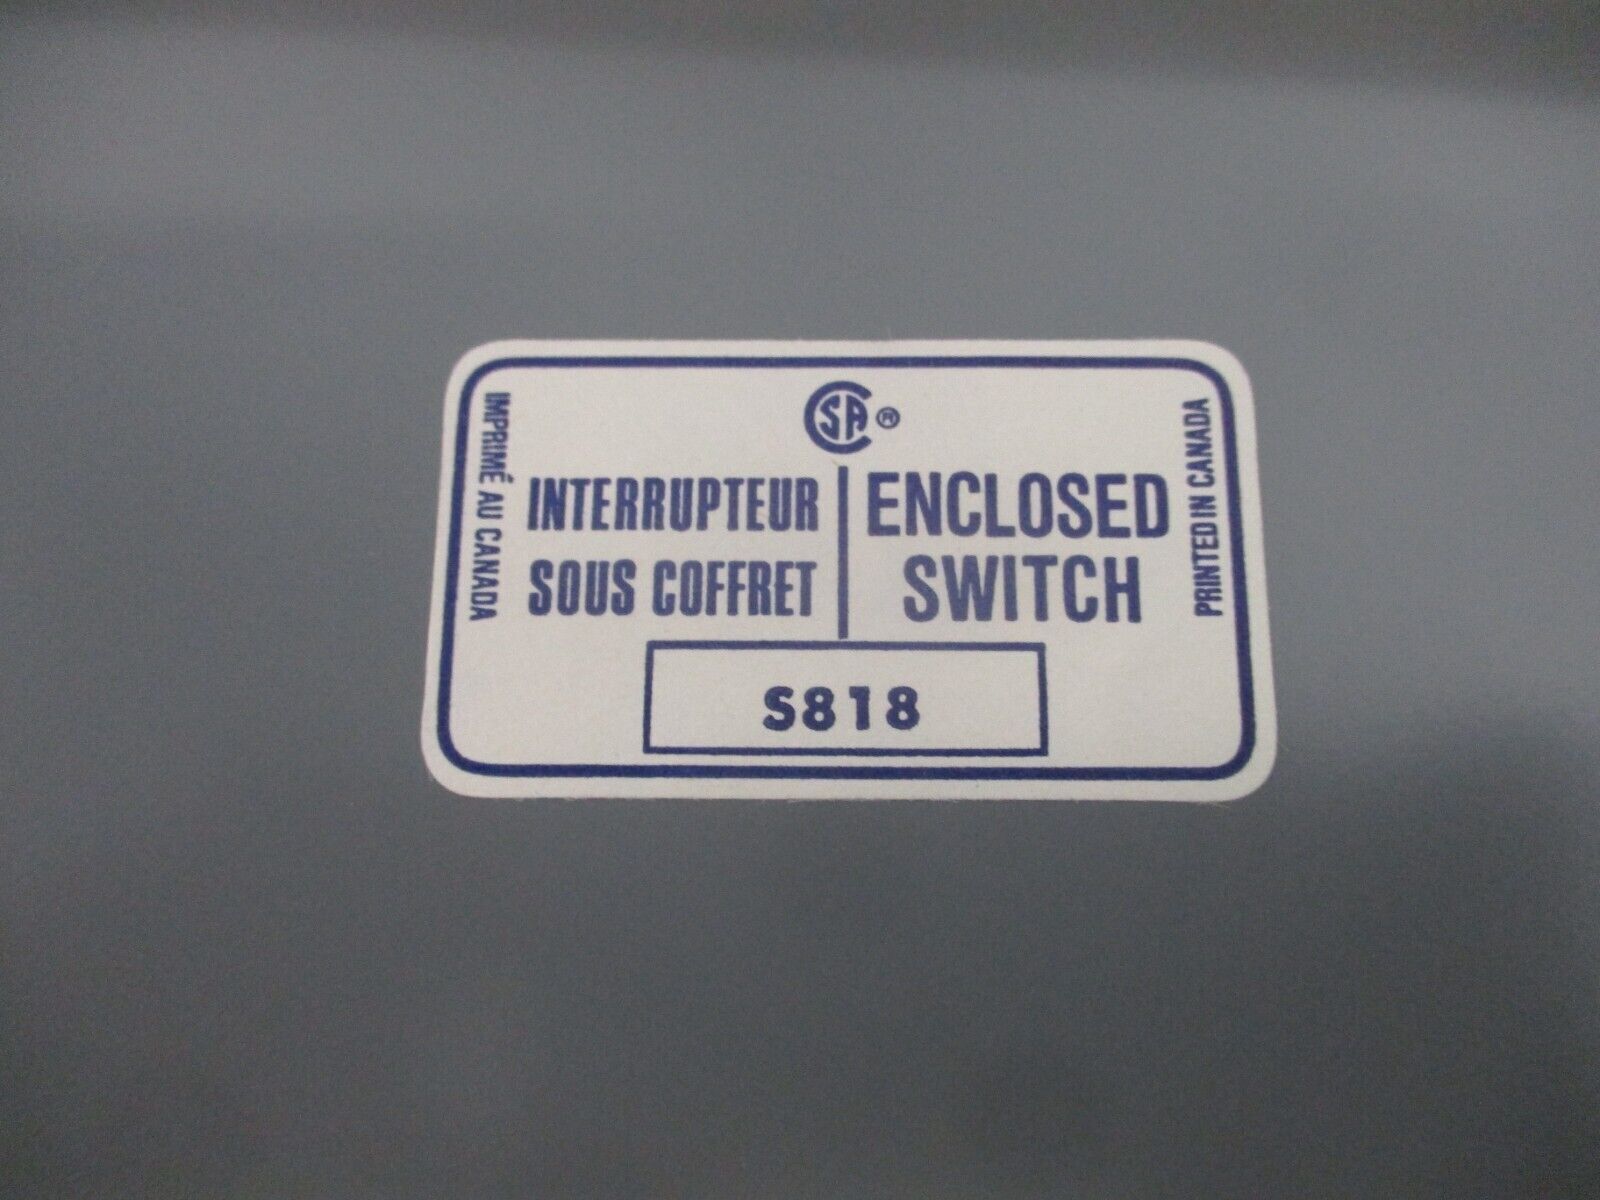 CSA ®
INTERRUPTEUR
SOUS COFFRET
ENCLOSED
SWITCH
S818
IMPRIMÉ AU CANADA
PRINTED IN CANADA